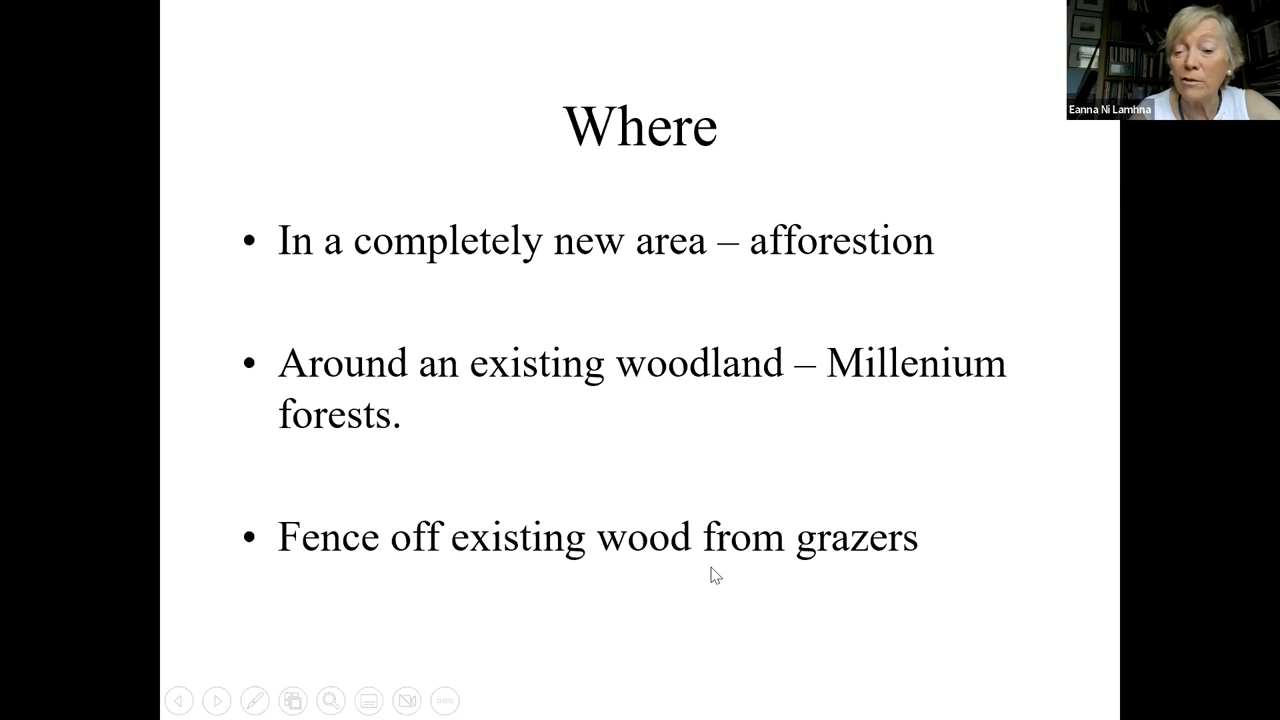 Eanna Ni Lamhna
Where
• In a completely new area – afforestion
• Around an existing woodland – Millenium
forests.
• Fence off existing wood from grazers